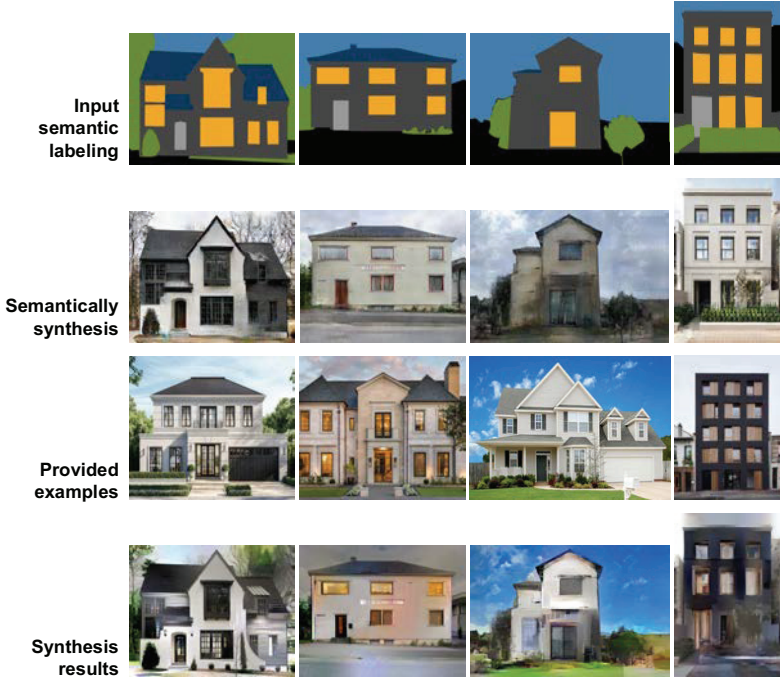 Input
semantic
labeling
Semantically
synthesis
Provided
examples
Synthesis
results